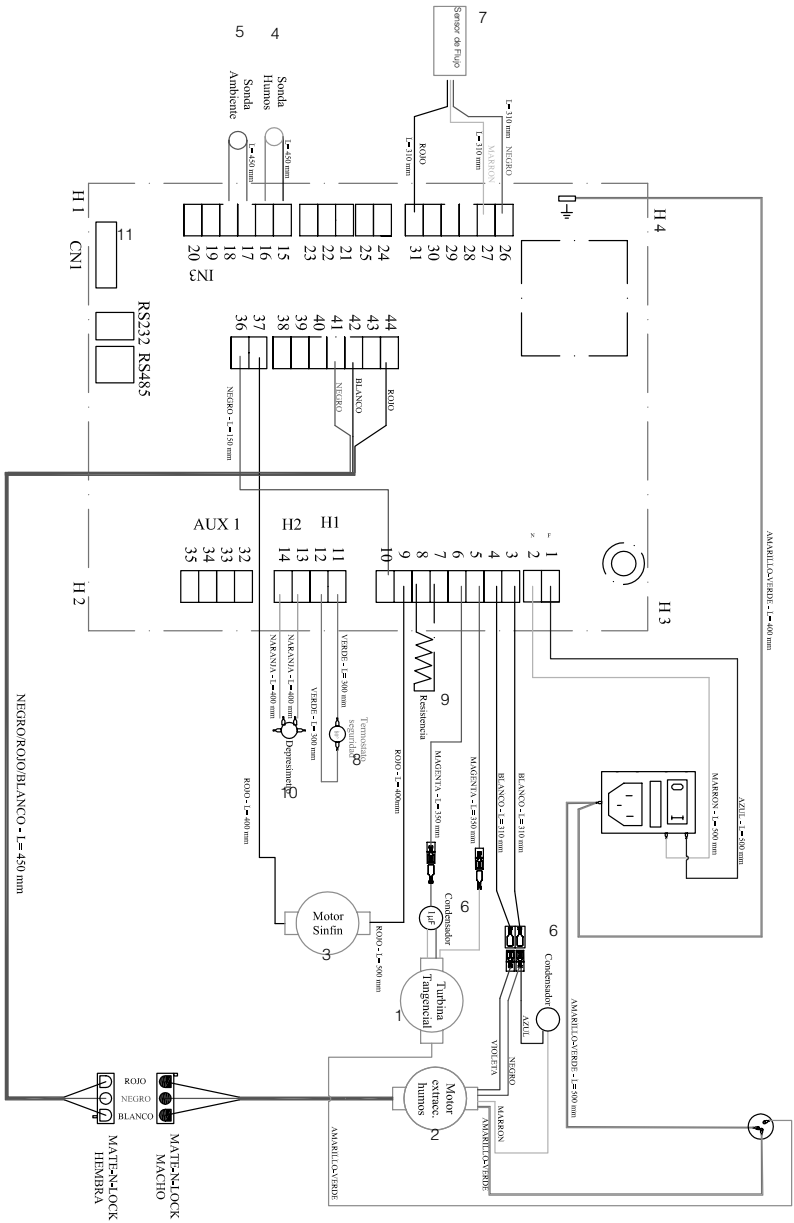 5
4
7
Sensor de Flujo
Sonda
Ambiente
Sonda
Humos
L= 450 mm
L= 450 mm
ROJO
L= 310 mm
MARRON
L= 310 mm
NEGRO
L= 310 mm
H 1
H 4
11
CN1
20
19
18
17
16
15
IN3
23
22
21
25
24
31
30
29
28
27
26
RS232
RS485
36
37
38
39
40
41
42
43
44
NEGRO - L= 150 mm
NEGRO
BLANCO
ROJO
AMARILLO-VERDE - L= 400 mm
AUX 1
H2
H1
N
F
35
34
33
32
14
13
12
11
10
9
8
7
6
5
4
3
2
1
H 2
H 3
NARANJA - L= 400 mm
NARANJA - L= 400 mm
VERDE - L= 300 mm
VERDE - L= 300 mm
Termostato
seguridad
8
Depresimetro
10
9
Resistencia
ROJO - L= 400 mm
ROJO - L= 400mm
MAGENTA - L= 350 mm
MAGENTA - L= 350 mm
BLANCO - L= 310 mm
BLANCO - L= 310 mm
MARRON - L= 500 mm
AZUL - L= 500 mm
NEGRO/ROJO/BLANCO - L= 450 mm
Motor
Sinfin
3
ROJO - L= 500 mm
1 µF
Condensador
6
Turbina
Tangencial
1
6
Condensador
AZUL
VIOLETA
NEGRO
MARRON
AMARILLO-VERDE
AMARILLO-VERDE - L= 500 mm
Motor
extracc.
humos
2
AMARILLO-VERDE
ROJO
NEGRO
BLANCO
MATE-N-LOCK
HEMBRA
MATE-N-LOCK
MACHO